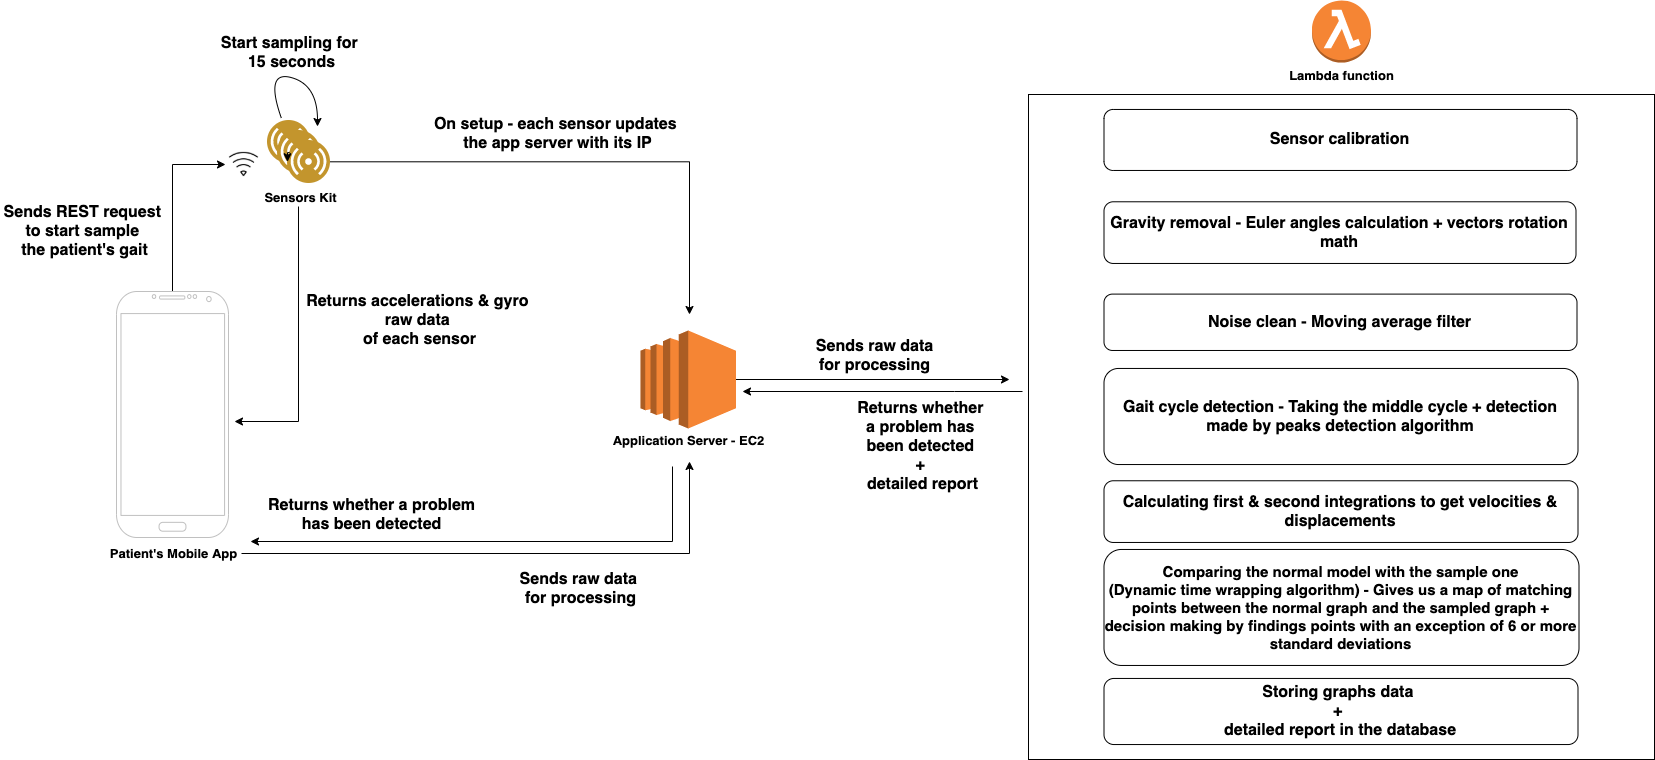 Start sampling for
15 seconds
On setup - each sensor updates
the app server with its IP
Sensors Kit
Sends REST request
to start sample
the patient's gait
Returns accelerations & gyro
raw data
of each sensor
Sends raw data
for processing
Returns whether
a problem has
been detected
+
detailed report
Application Server - EC2
Returns whether a problem
has been detected
Patient's Mobile App
Sends raw data
for processing
Lambda function
Sensor calibration
Gravity removal - Euler angles calculation + vectors rotation
math
Noise clean - Moving average filter
Gait cycle detection - Taking the middle cycle + detection
made by peaks detection algorithm
Calculating first & second integrations to get velocities &
displacements
Comparing the normal model with the sample one
(Dynamic time wrapping algorithm) - Gives us a map of matching
points between the normal graph and the sampled graph +
decision making by findings points with an exception of 6 or more
standard deviations
Storing graphs data
+
detailed report in the database